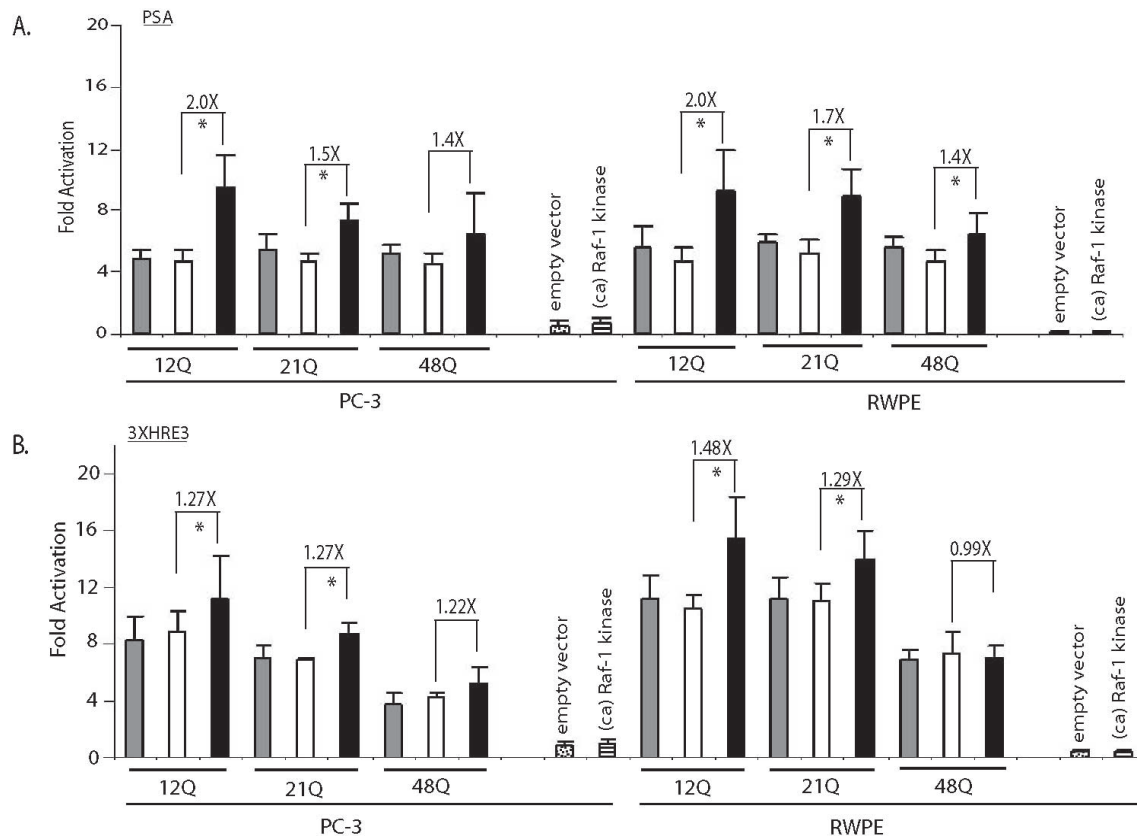 A.
PSA
Fold Activation
20
16
12
8
4
0
2.0X
*
1.5X
*
1.4X
empty vector
(ca) Raf-1 kinase
2.0X
*
1.7X
*
1.4X
*
empty vector
(ca) Raf-1 kinase
12Q 21Q 48Q 12Q 21Q 48Q
PC-3 RWPE
B.
3XHRE3
Fold Activation
20
16
12
8
4
0
1.27X
*
1.27X
*
1.22X
empty vector
(ca) Raf-1 kinase
1.48X
*
1.29X
*
0.99X
empty vector
(ca) Raf-1 kinase
12Q 21Q 48Q 12Q 21Q 48Q
PC-3 RWPE